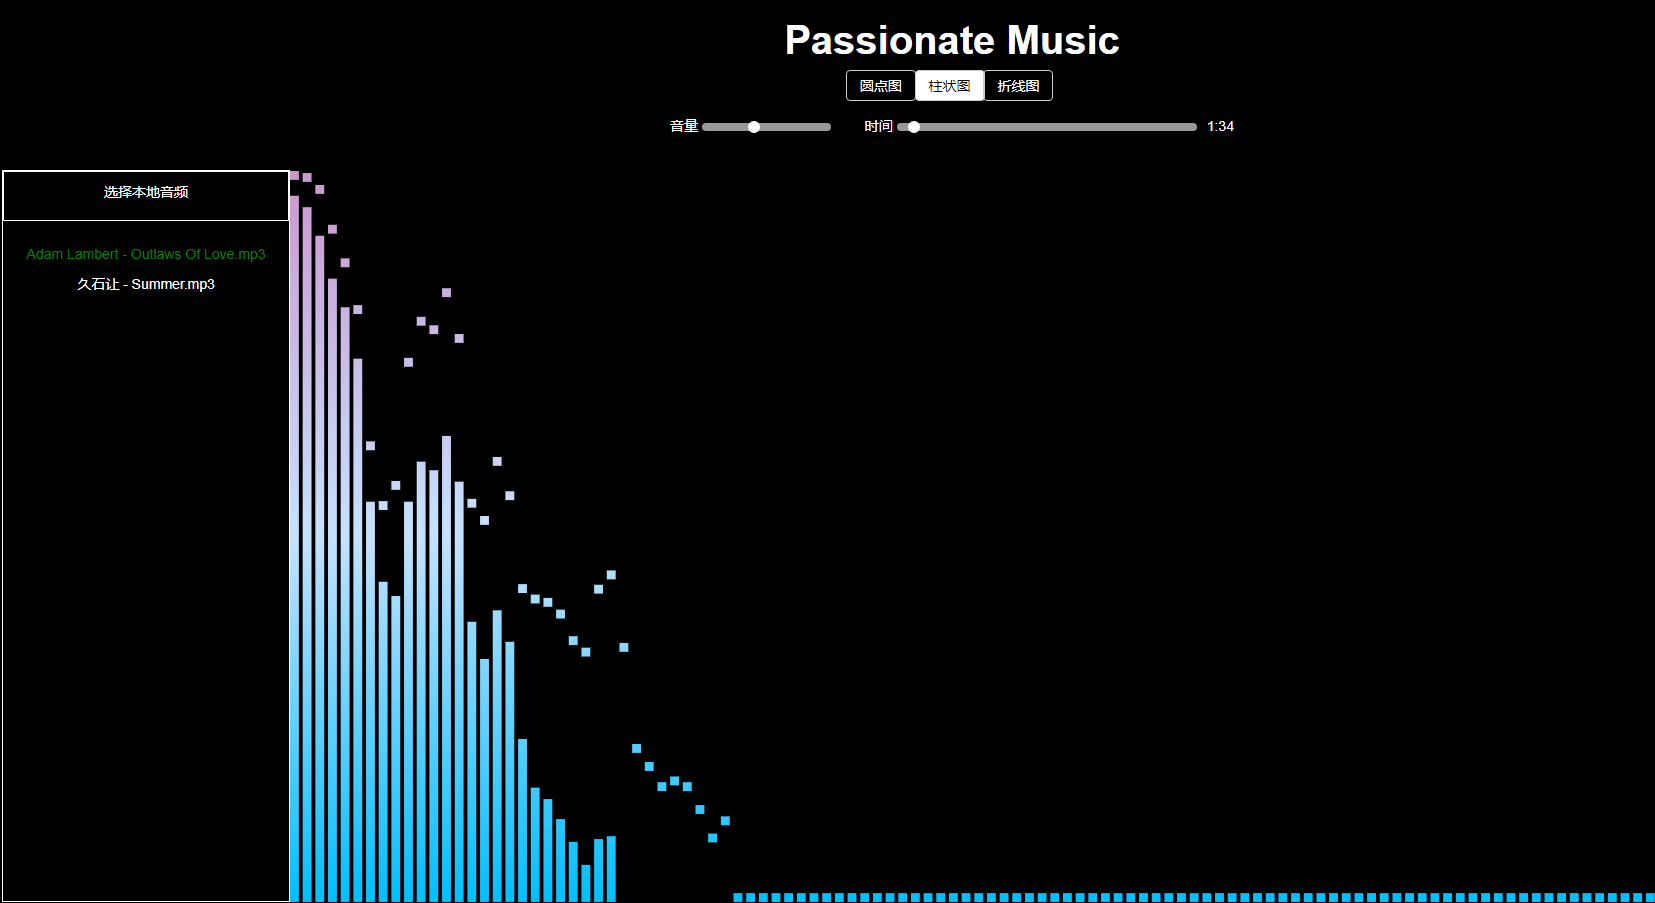 Passionate Music
圆点图 柱状图 折线图
音量 时间 1:34
选择本地音频
Adam Lambert - Outlaws Of Love.mp3
久石让 - Summer.mp3